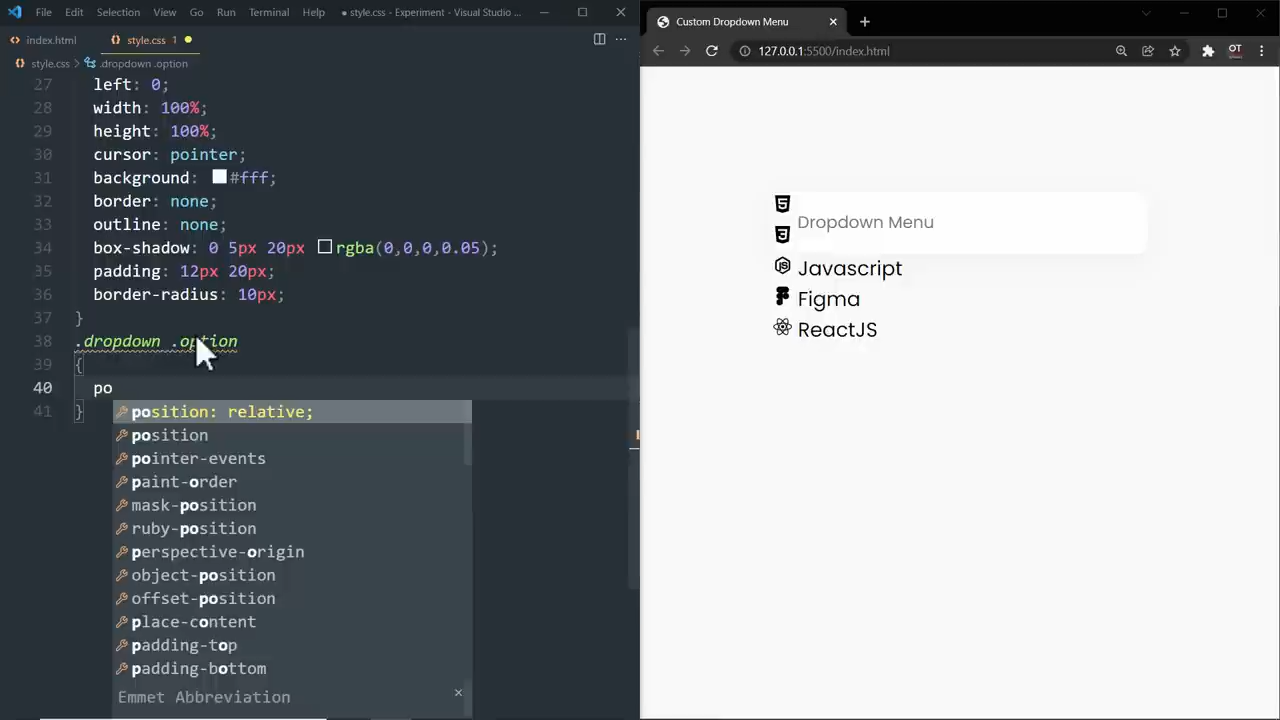 File Edit Selection View Go Run Terminal Help ● style.css - Experiment - Visual Studio ...
index.html style.css 1
style.css > .dropdown .option
27 left: 0;
28 width: 100%;
29 height: 100%;
30 cursor: pointer;
31 background: #fff;
32 border: none;
33 outline: none;
34 box-shadow: 0 5px 20px rgba(0,0,0,0.05);
35 padding: 12px 20px;
36 border-radius: 10px;
37 }
38 .dropdown .option
39 {
40 po
41 }
position: relative;
position
pointer-events
paint-order
mask-position
ruby-position
perspective-origin
object-position
offset-position
place-content
padding-top
padding-bottom
Emmet Abbreviation
Custom Dropdown Menu
127.0.0.1:5500/index.html
OT
Dropdown Menu
Javascript
Figma
ReactJS